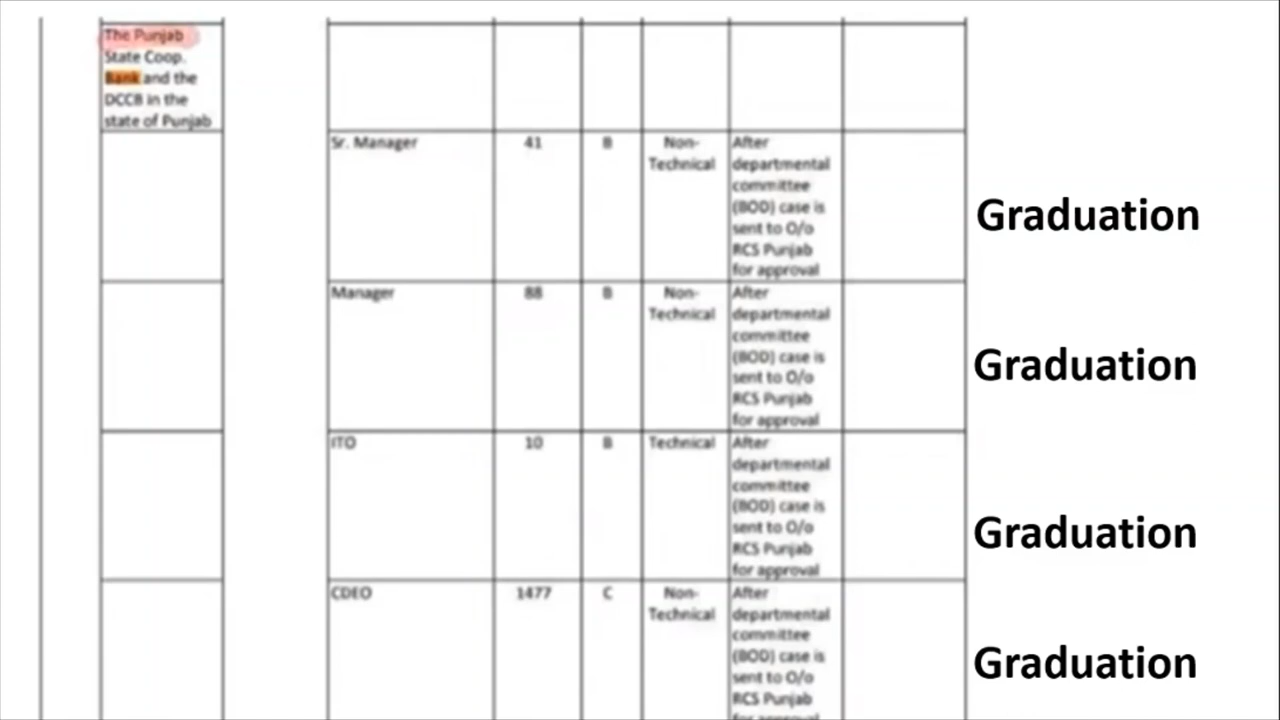 The Punjab
State Coop.
Bank and the
DCCB in the
state of Punjab
Sr. Manager
41
B
Non-
Technical
After
departmental
committee
(BOD) case is
sent to O/o
RCS Punjab
for approval
Graduation
Manager
88
B
Non-
Technical
After
departmental
committee
(BOD) case is
sent to O/o
RCS Punjab
for approval
Graduation
ITO
10
B
Technical
After
departmental
committee
(BOD) case is
sent to O/o
RCS Punjab
for approval
Graduation
CDEO
1477
C
Non-
Technical
After
departmental
committee
(BOD) case is
sent to O/o
RCS Punjab
Graduation